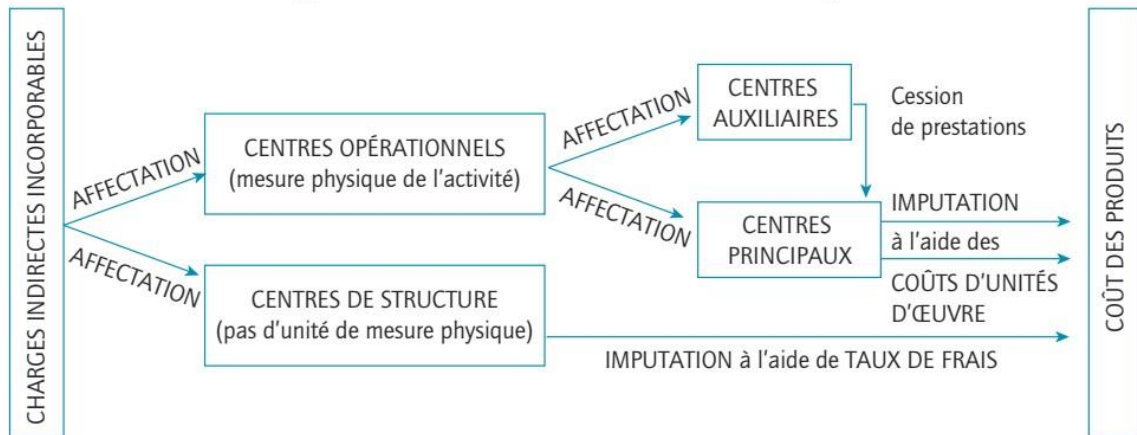 CHARGES INDIRECTES INCORPORABLES
AFFECTATION
AFFECTATION
CENTRES OPÉRATIONNELS
(mesure physique de l'activité)
CENTRES DE STRUCTURE
(pas d'unité de mesure physique)
AFFECTATION
AFFECTATION
CENTRES
AUXILIAIRES
Cession
de prestations
CENTRES
PRINCIPAUX
IMPUTATION
à l'aide des
COÛTS D'UNITÉS
D'ŒUVRE
IMPUTATION à l'aide de TAUX DE FRAIS
COÛT DES PRODUITS